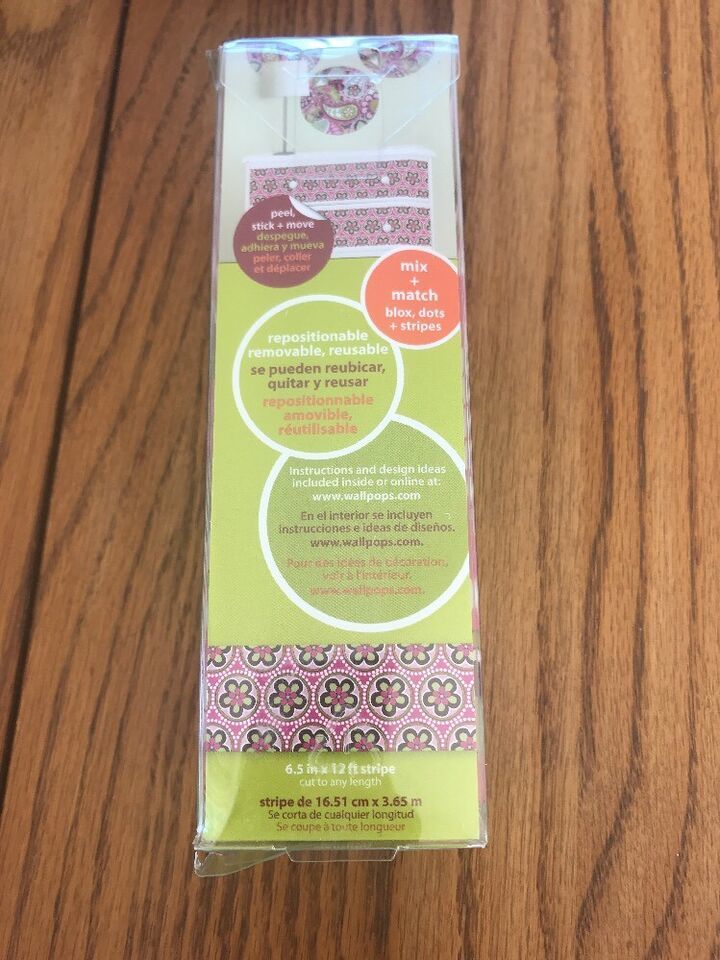 peel,
stick + move
despegue,
adhiera y mueva
peler, coller
et déplacer
mix
+
match
blox, dots
+ stripes
repositionable
removable, reusable
se pueden reubicar,
quitar y reusar
repositionnable
amovible,
réutilisable
Instructions and design ideas
included inside or online at:
www.wallpops.com
En el interior se incluyen
instrucciones e ideas de diseños.
www.wallpops.com.
Pour des idées de décoration,
voir à l'intérieur.
www.wallpops.com.
6.5 in x 12 ft stripe
cut to any length
stripe de 16.51 cm x 3.65 m
Se corta de cualquier longitud
Se coupe à toute longueur